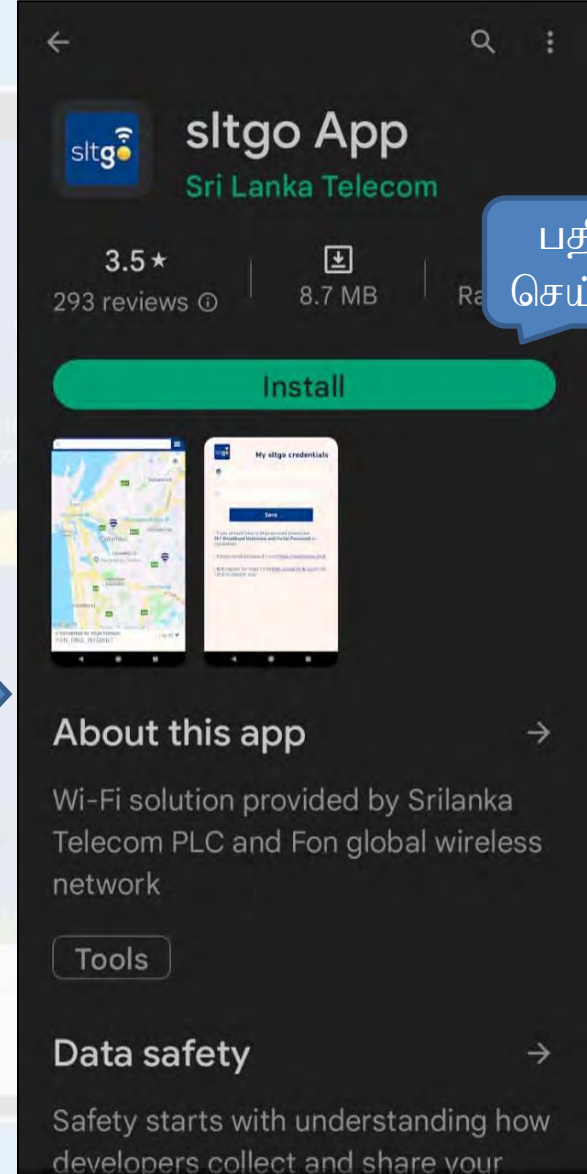 sltgo
sltgo App
Sri Lanka Telecom
3.5★
293 reviews
8.7 MB
Install
My sltgo credentials
Save
About this app
Wi-Fi solution provided by Srilanka
Telecom PLC and Fon global wireless
network
Tools
Data safety
Safety starts with understanding how
developers collect and share your